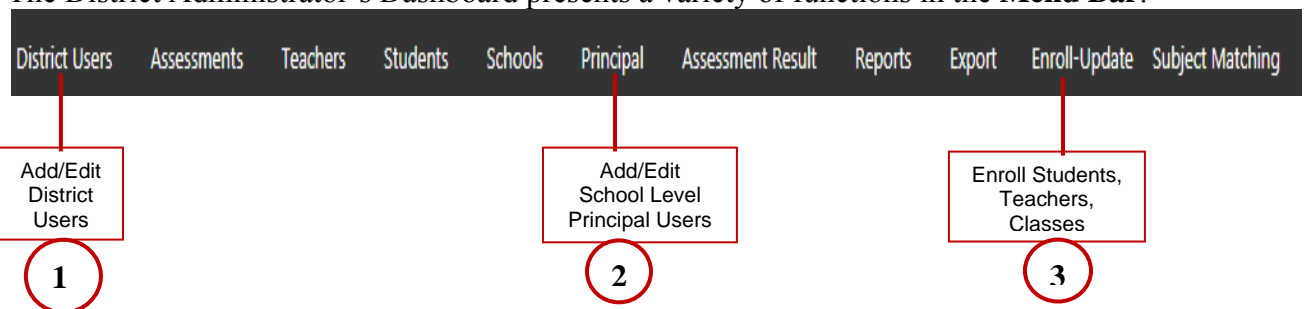 The District Administrator's Dashboard presents a variety of functions in the Menu Bar.
District Users Assessments Teachers Students Schools Principal Assessment Result Reports Export Enroll-Update Subject Matching
Add/Edit
District
Users
1
Add/Edit
School Level
Principal Users
2
Enroll Students,
Teachers,
Classes
3